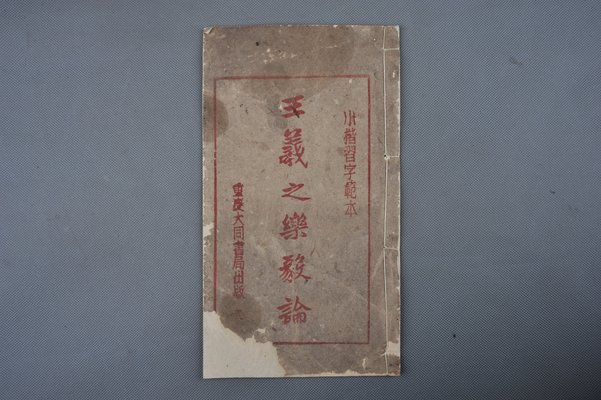 小楷習字範本
王羲之樂毅論
重慶大同書局出版